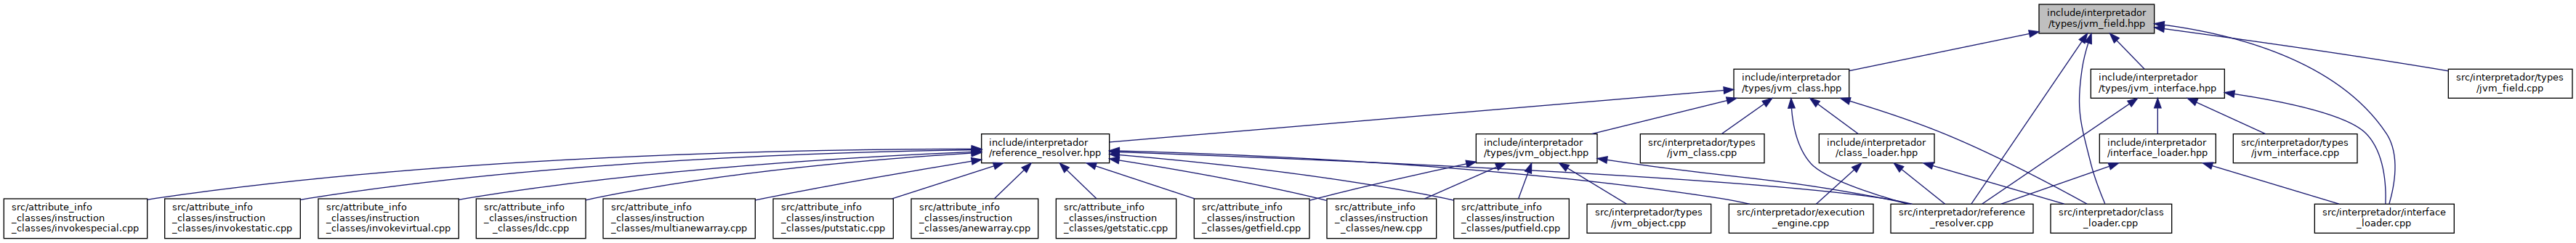 include/interpretador
/types/jvm_field.hpp
include/interpretador
/types/jvm_class.hpp
include/interpretador
/types/jvm_interface.hpp
src/interpretador/types
/jvm_field.cpp
include/interpretador
/reference_resolver.hpp
include/interpretador
/types/jvm_object.hpp
src/interpretador/types
/jvm_class.cpp
include/interpretador
/class_loader.hpp
include/interpretador
/interface_loader.hpp
src/interpretador/types
/jvm_interface.cpp
src/attribute_info
_classes/instruction
_classes/invokespecial.cpp
src/attribute_info
_classes/instruction
_classes/invokestatic.cpp
src/attribute_info
_classes/instruction
_classes/invokevirtual.cpp
src/attribute_info
_classes/instruction
_classes/ldc.cpp
src/attribute_info
_classes/instruction
_classes/multianewarray.cpp
src/attribute_info
_classes/instruction
_classes/putstatic.cpp
src/attribute_info
_classes/instruction
_classes/anewarray.cpp
src/attribute_info
_classes/instruction
_classes/getstatic.cpp
src/attribute_info
_classes/instruction
_classes/getfield.cpp
src/attribute_info
_classes/instruction
_classes/new.cpp
src/attribute_info
_classes/instruction
_classes/putfield.cpp
src/interpretador/types
/jvm_object.cpp
src/interpretador/execution
_engine.cpp
src/interpretador/reference
_resolver.cpp
src/interpretador/class
_loader.cpp
src/interpretador/interface
_loader.cpp